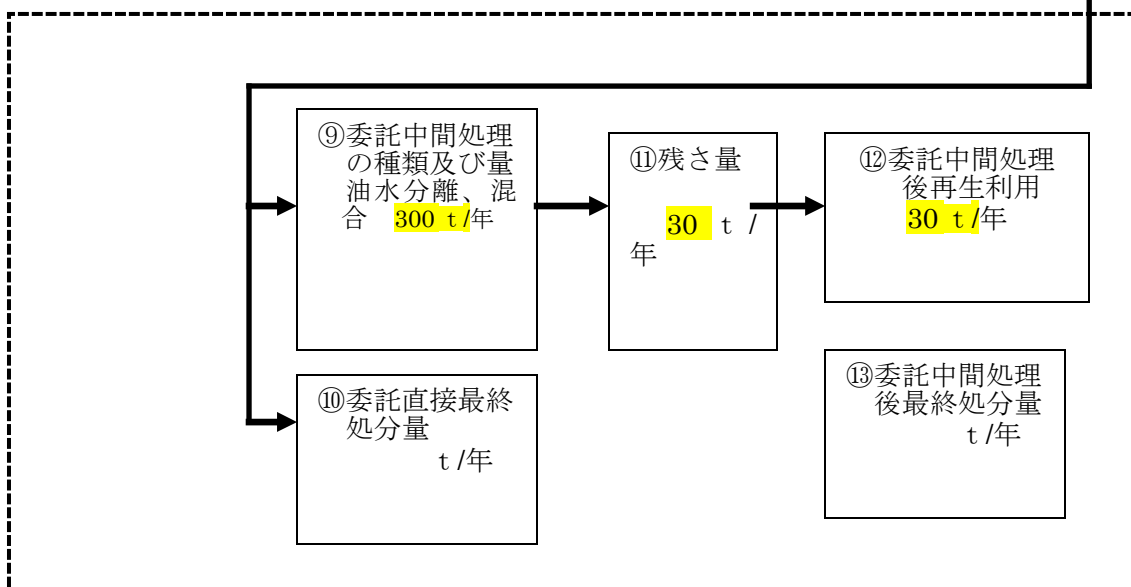 ⑨委託中間処理
の種類及び量
油水分離、混
合 300 t/年
⑪残さ量
30 t /
年
⑫委託中間処理
後再生利用
30 t/年
⑩委託直接最終
処分量
t/年
⑬委託中間処理
後最終処分量
t/年